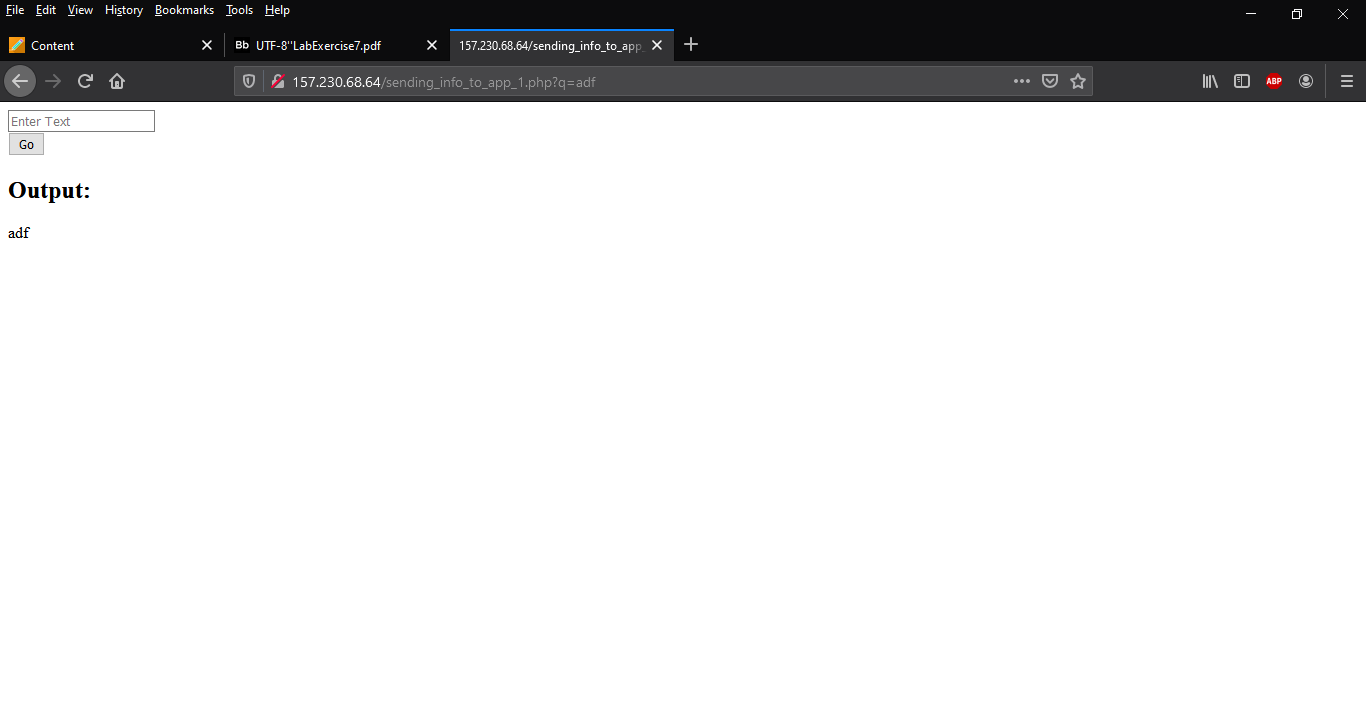 File Edit View History Bookmarks Tools Help
Content
Bb UTF-8''LabExercise7.pdf
157.230.68.64/sending_info_to_app_
157.230.68.64/sending_info_to_app_1.php?q=adf
ABP
Enter Text
Go
Output:
adf